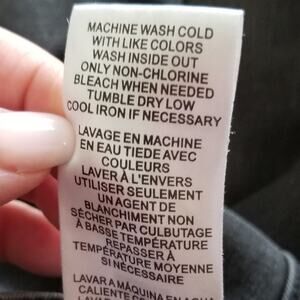 MACHINE WASH COLD
WITH LIKE COLORS
WASH INSIDE OUT
ONLY NON-CHLORINE
BLEACH WHEN NEEDED
TUMBLE DRY LOW
COOL IRON IF NECESSARY
LAVAGE EN MACHINE
EN EAU TIEDE AVEC
COULEURS
LAVER À L'ENVERS
UTILISER SEULEMENT
UN AGENT DE
BLANCHIMENT NON
SÉCHER PAR CULBUTAGE
À BASSE TEMPÉRATURE
REPASSER À
TEMPÉRATURE MOYENNE
SI NÉCESSAIRE
LAVAR A MÁQUINA EN AGUA
CALIENTE